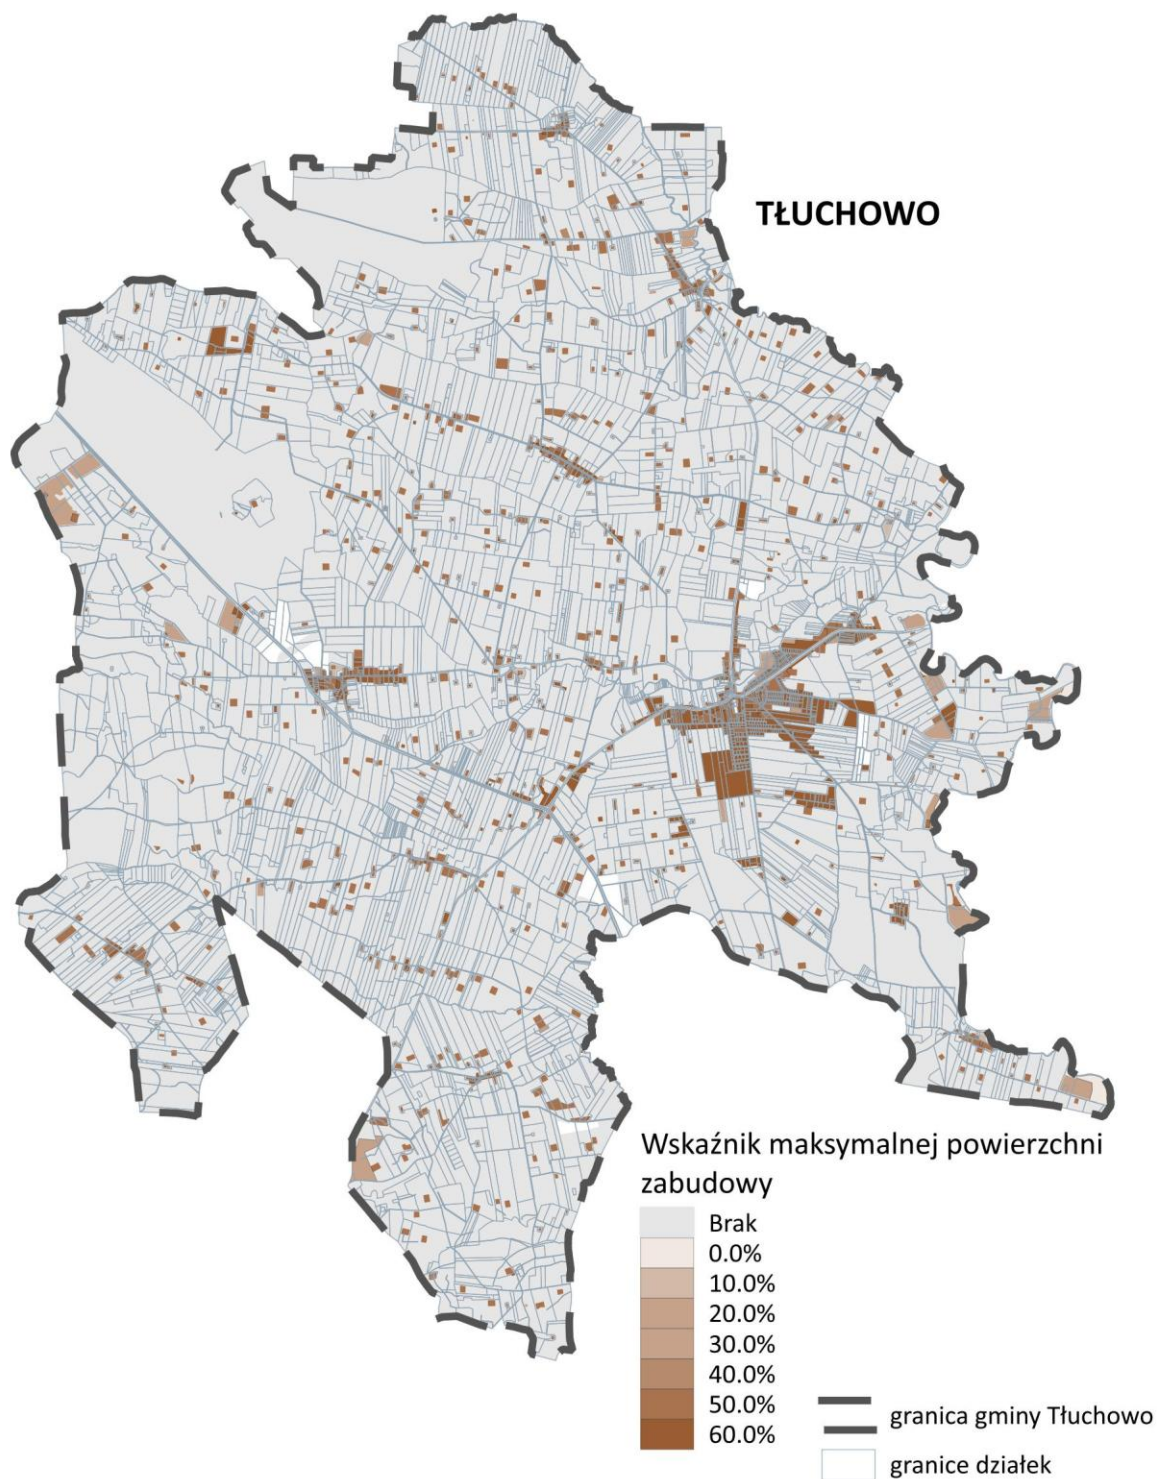 TŁUCHOWO
Wskaźnik maksymalnej powierzchni
zabudowy
Brak
0.0%
10.0%
20.0%
30.0%
40.0%
50.0%
60.0%
granica gminy Tłuchowo
granice działek